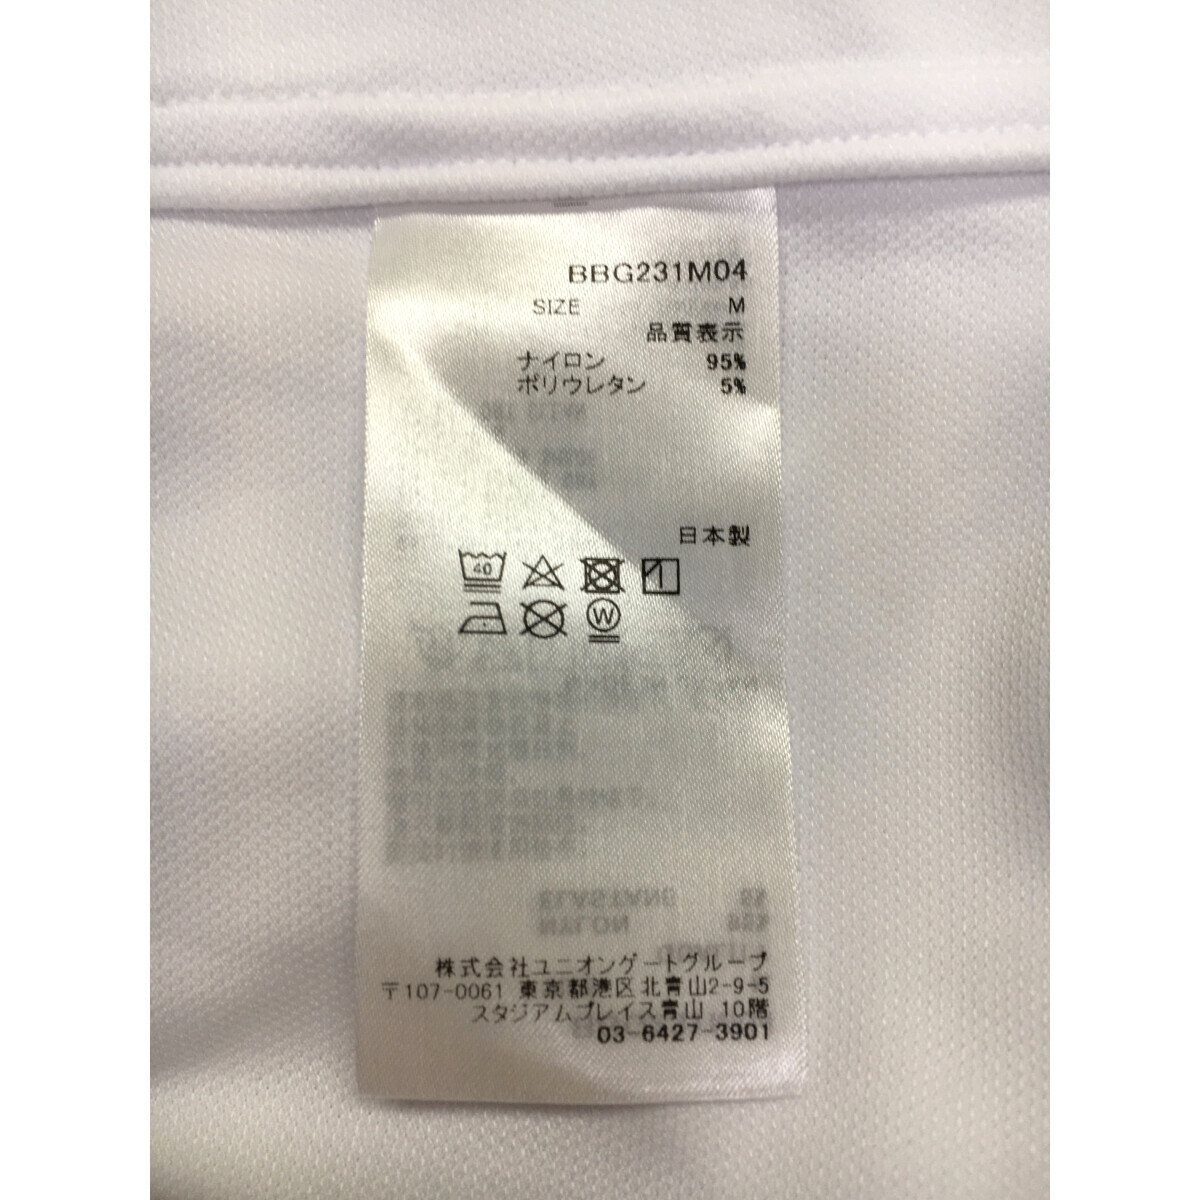 BBG231M04
SIZE M
品質表示
ナイロン 95%
ポリウレタン 5%
日本製
40
W
株式会社ユニオンゲートグループ
〒107-0061 東京都港区北青山2-9-5
スタジアムプレイス青山 10階
03-6427-3901